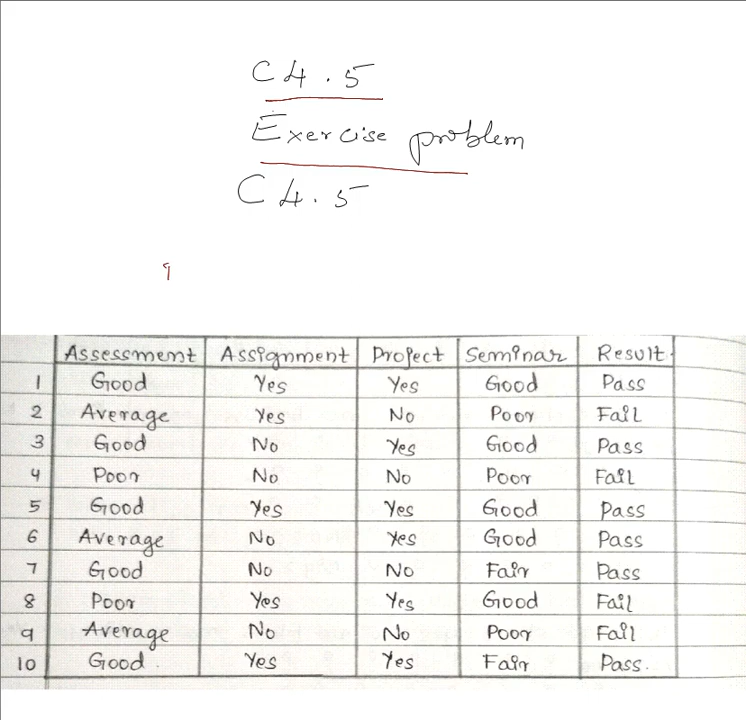 C 4.5
Exercise problem
C 4.5
Assessment Assignment Project Seminar Result
1 Good Yes Yes Good Pass
2 Average Yes No Poor Fail
3 Good No Yes Good Pass
4 Poor No No Poor Fail
5 Good Yes Yes Good Pass
6 Average No Yes Good Pass
7 Good No No Fair Pass
8 Poor Yes Yes Good Fail
9 Average No No Poor Fail
10 Good. Yes Yes Fair Pass.